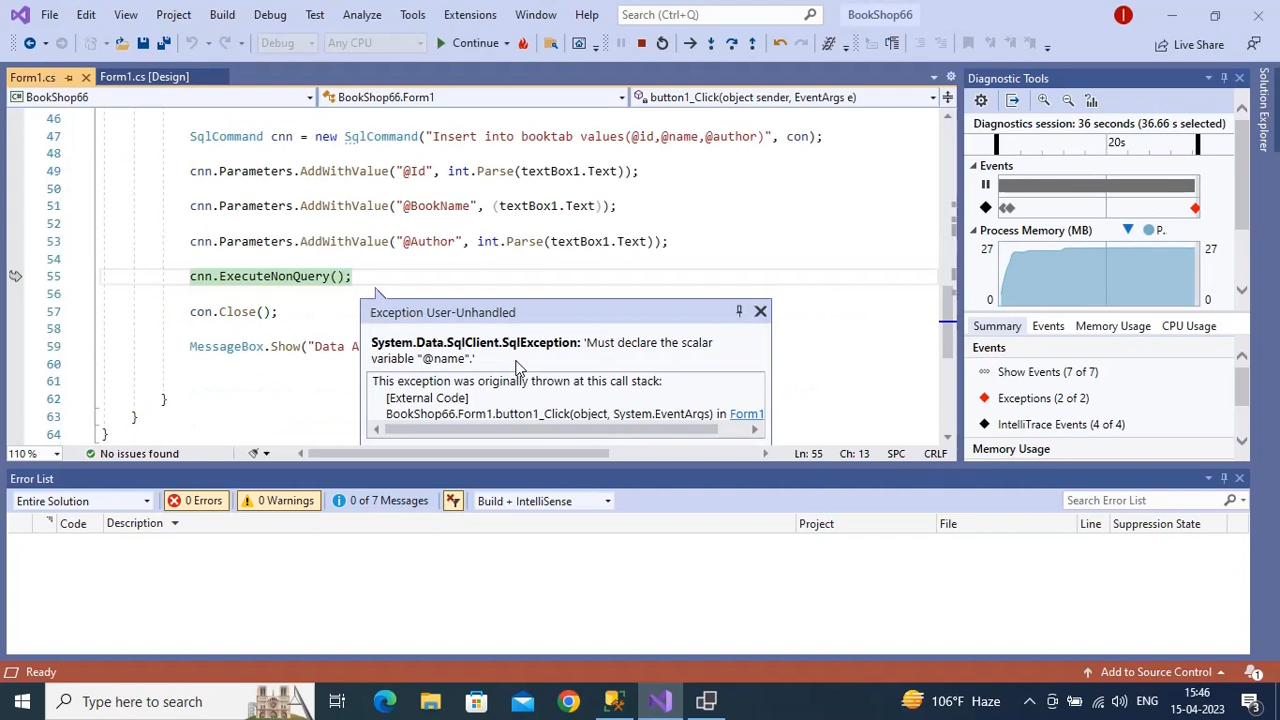 File Edit View Project Build Debug Test Analyze Tools Extensions Window Help Search (Ctrl+Q) BookShop66
Debug Any CPU Continue Live Share
Form1.cs Form1.cs [Design] Diagnostic Tools
BookShop66 BookShop66.Form1 button1_Click(object sender, EventArgs e)
46
47 SqlCommand cnn = new SqlCommand("Insert into booktab values(@id,@name,@author)", con);
48
49 cnn.Parameters.AddWithValue("@Id", int.Parse(textBox1.Text));
50
51 cnn.Parameters.AddWithValue("@BookName", (textBox1.Text));
52
53 cnn.Parameters.AddWithValue("@Author", int.Parse(textBox1.Text));
54
55 cnn.ExecuteNonQuery();
56
57 con.Close();
58
59 MessageBox.Show("Data A
62 }
63 }
64 }
Exception User-Unhandled
System.Data.SqlClient.SqlException: 'Must declare the scalar
variable "@name".'
This exception was originally thrown at this call stack:
[External Code]
BookShop66.Form1.button1_Click(object, System.EventArgs) in Form1
110 % No issues found Ln: 55 Ch: 13 SPC CRLF
Diagnostics session: 36 seconds (36.66 s selected)
20s
Events
Process Memory (MB) P.
27 27
0 0
Summary Events Memory Usage CPU Usage
Events
Show Events (7 of 7)
Exceptions (2 of 2)
IntelliTrace Events (4 of 4)
Memory Usage
Solution Explorer
Error List
Entire Solution 0 Errors 0 Warnings 0 of 7 Messages Build + IntelliSense Search Error List
Code Description Project File Line Suppression State
Ready Add to Source Control 1
Type here to search 106°F Haze ENG 15:46
15-04-2023 3